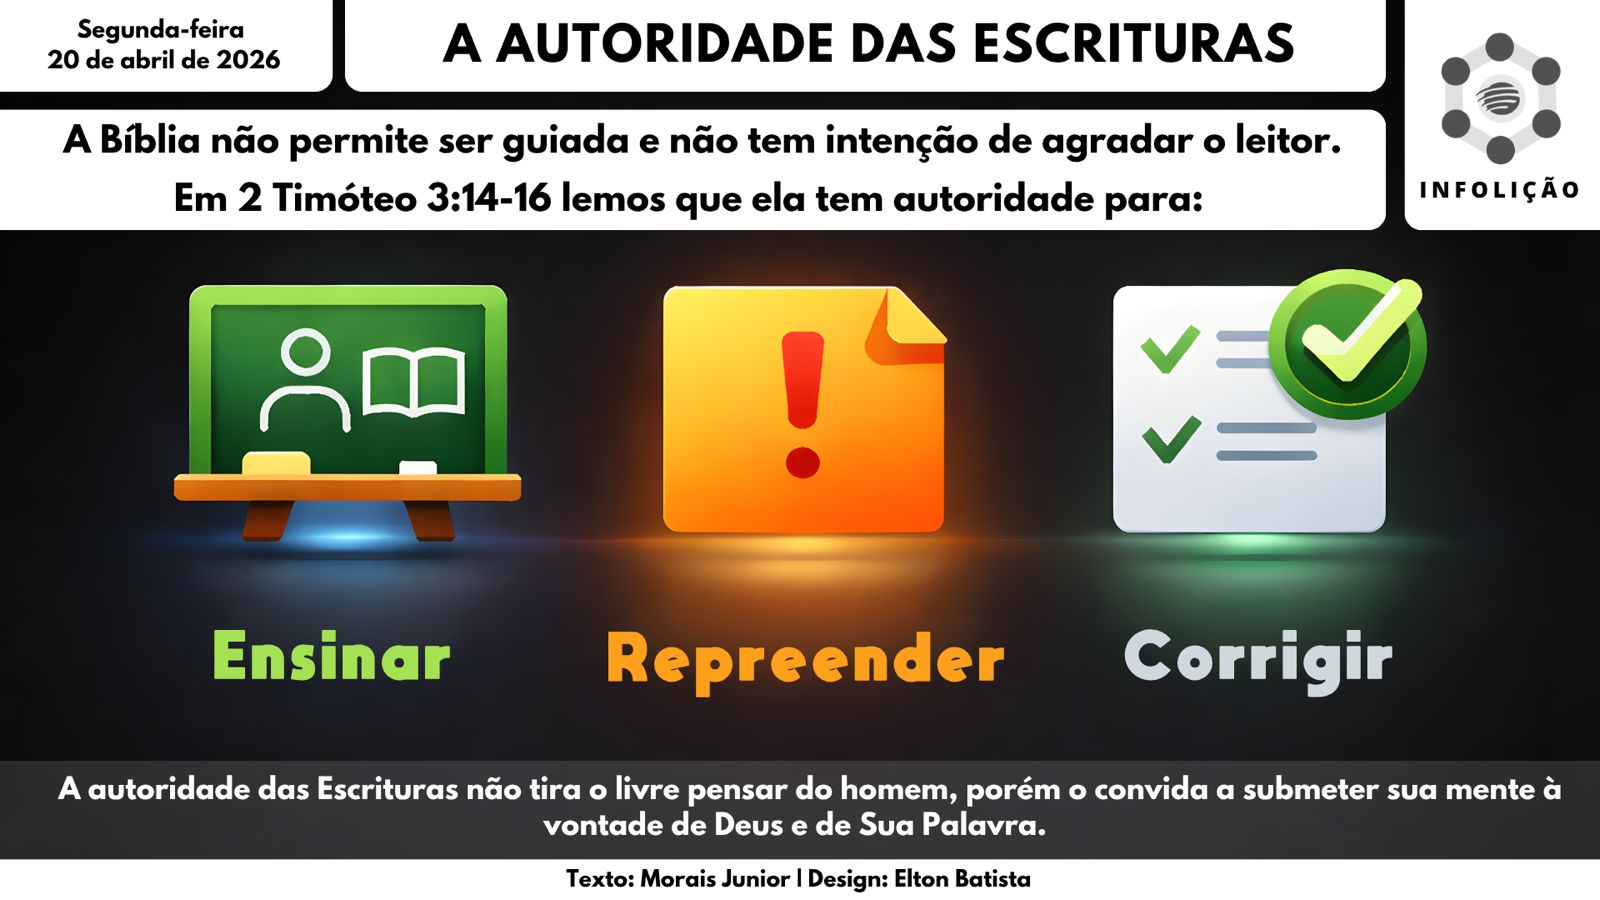 Segunda-feira
20 de abril de 2026
A AUTORIDADE DAS ESCRITURAS
INFOLIÇÃO
A Bíblia não permite ser guiada e não tem intenção de agradar o leitor.
Em 2 Timóteo 3:14-16 lemos que ela tem autoridade para:
Ensinar
Repreender
Corrigir
A autoridade das Escrituras não tira o livre pensar do homem, porém o convida a submeter sua mente à
vontade de Deus e de Sua Palavra.
Texto: Morais Junior | Design: Elton Batista